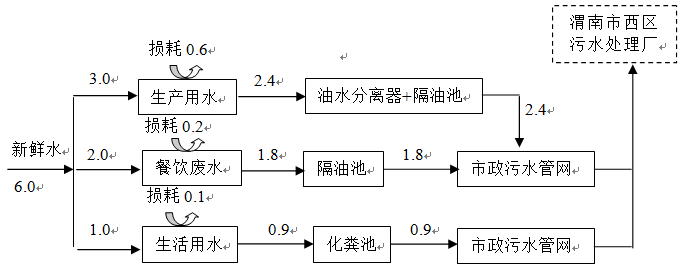 渭南市西区
污水处理厂
损耗 0.6
3.0
生产用水
2.4
油水分离器+隔油池
2.4
损耗 0.2
新鲜水
6.0
2.0
餐饮废水
1.8
隔油池
1.8
市政污水管网
损耗 0.1
1.0
生活用水
0.9
化粪池
0.9
市政污水管网